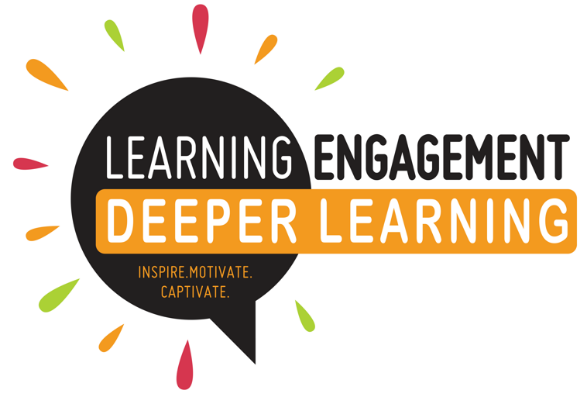 LEARNING ENGAGEMENT
DEEPER LEARNING
INSPIRE.MOTIVATE.
CAPTIVATE.